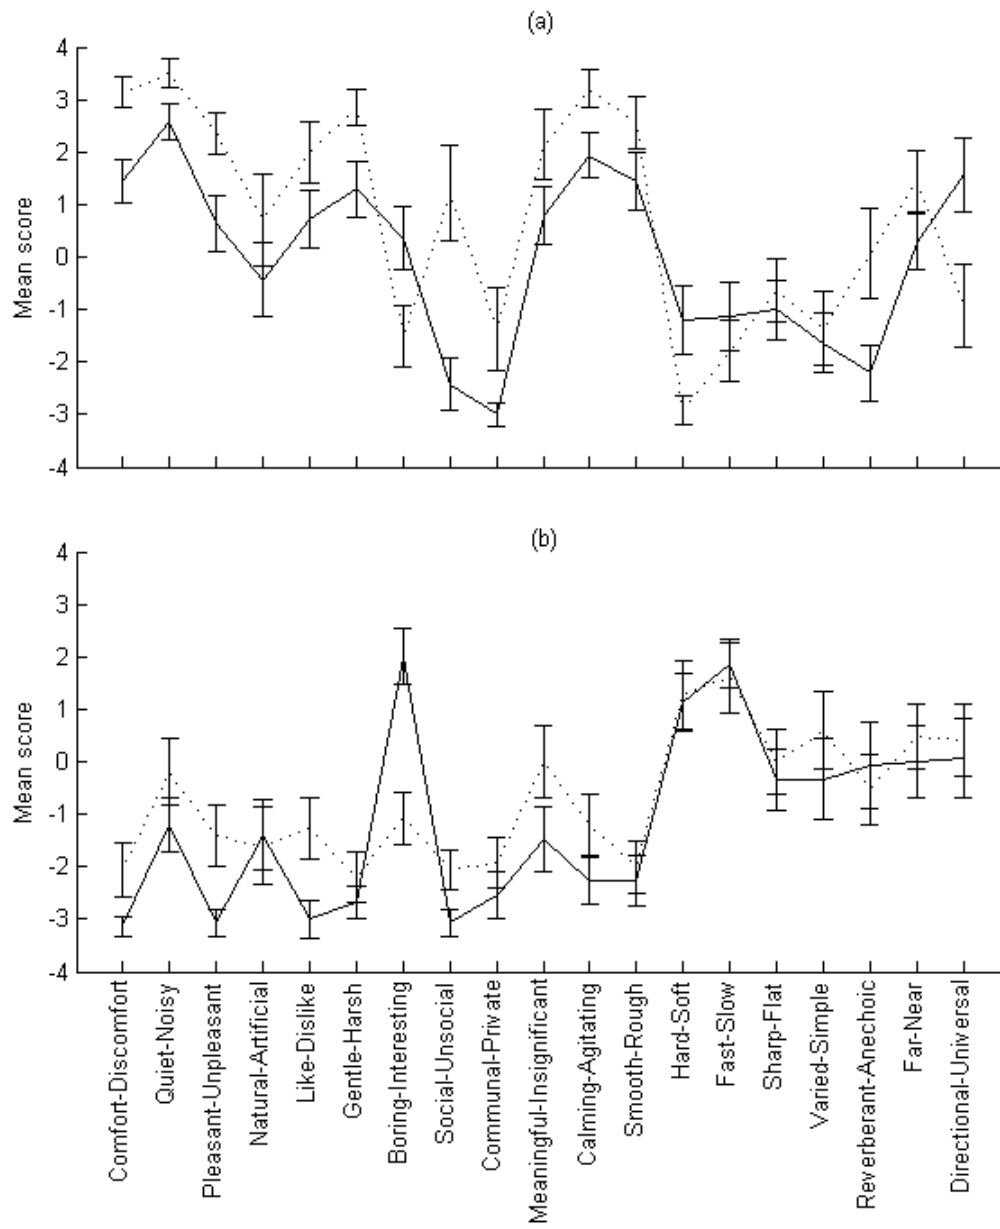 (a)
4
3
2
1
0
-1
-2
-3
-4
Mean score
(b)
4
3
2
1
0
-1
-2
-3
-4
Mean score
Comfort-Discomfort
Quiet-Noisy
Pleasant-Unpleasant
Natural-Artificial
Like-Dislike
Gentle-Harsh
Boring-Interesting
Social-Unsocial
Communal-Private
Meaningful-Insignificant
Calming-Agitating
Smooth-Rough
Hard-Soft
Fast-Slow
Sharp-Flat
Varied-Simple
Reverberant-Anechoic
Far-Near
Directional-Universal